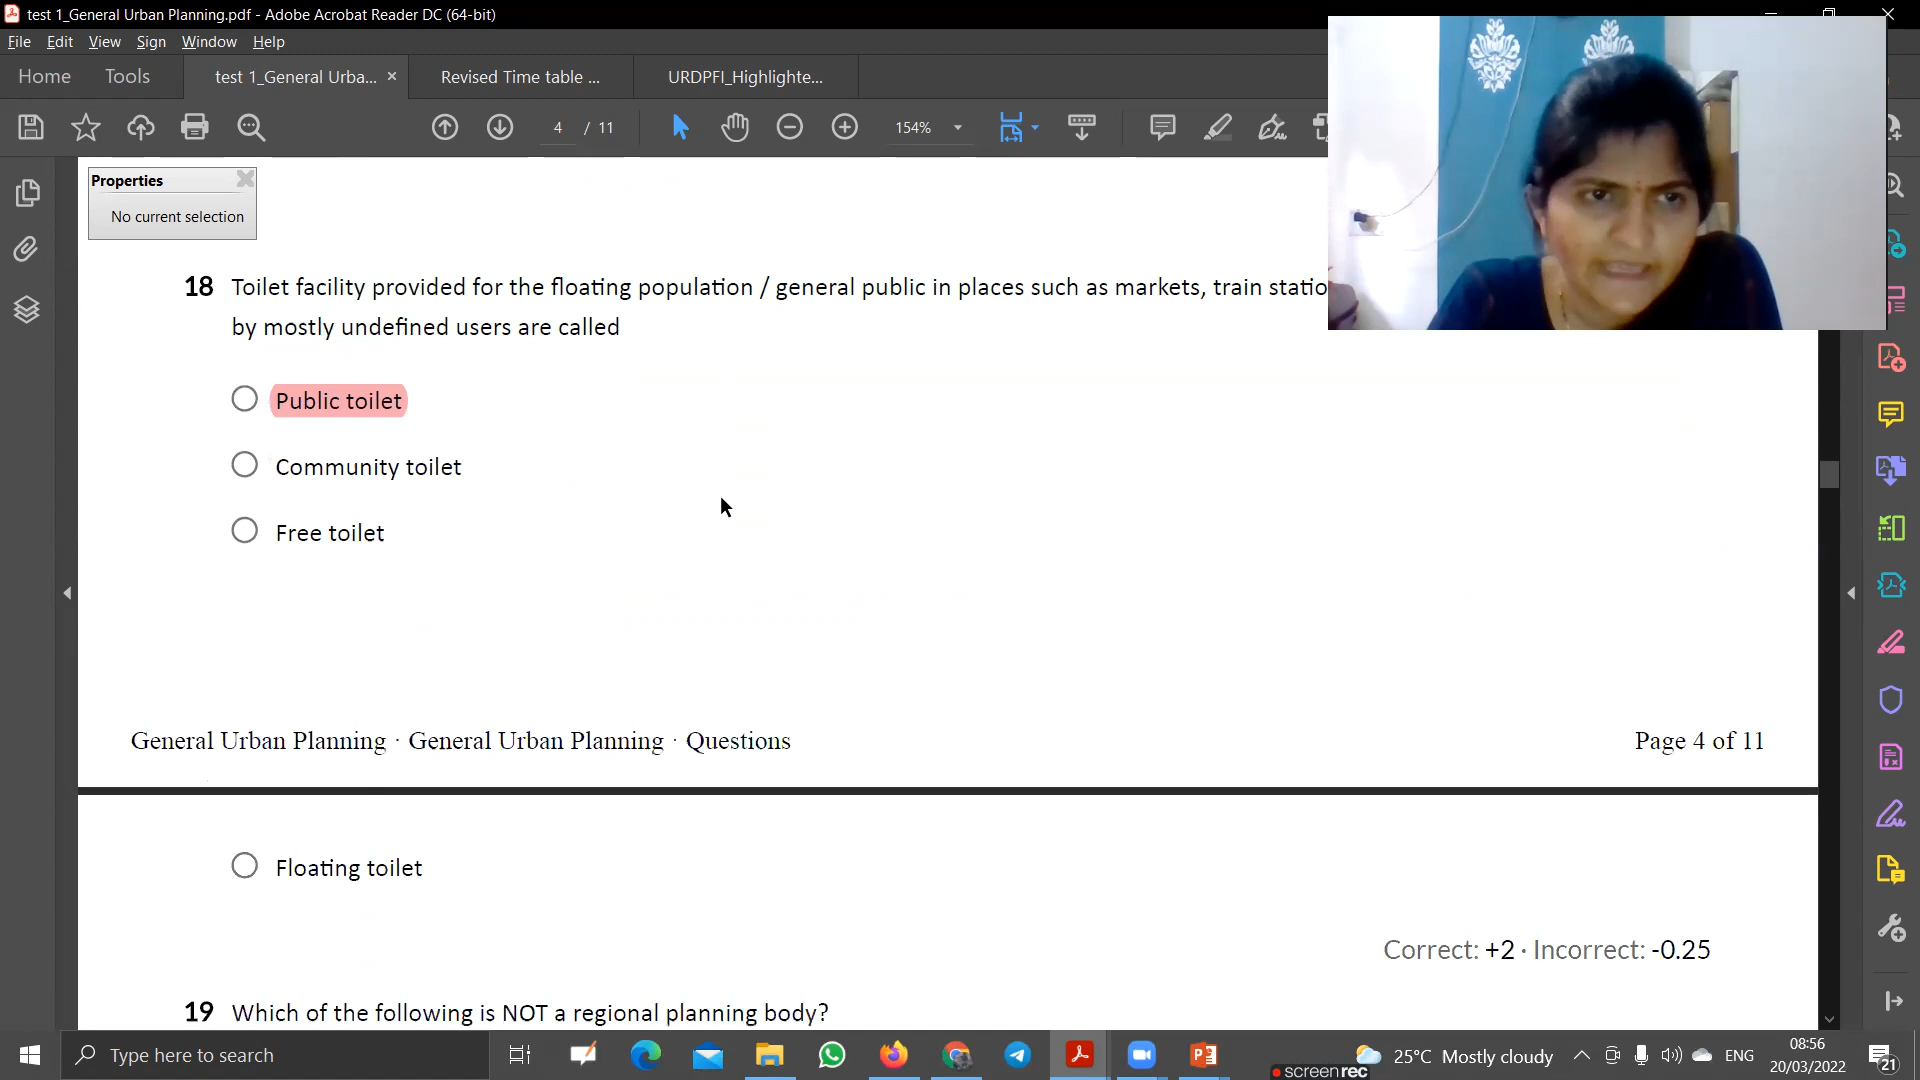 test 1_General Urban Planning.pdf - Adobe Acrobat Reader DC (64-bit)
File Edit View Sign Window Help
Home Tools test 1_General Urba... Revised Time table ... URDPFI_Highlighte...
4 / 11 154%
Properties
No current selection
18 Toilet facility provided for the floating population / general public in places such as markets, train statio
by mostly undefined users are called
Public toilet
Community toilet
Free toilet
General Urban Planning · General Urban Planning · Questions Page 4 of 11
Floating toilet
Correct: +2 · Incorrect: -0.25
19 Which of the following is NOT a regional planning body?
Type here to search
25°C Mostly cloudy
ENG
08:56
20/03/2022
21
screenrec